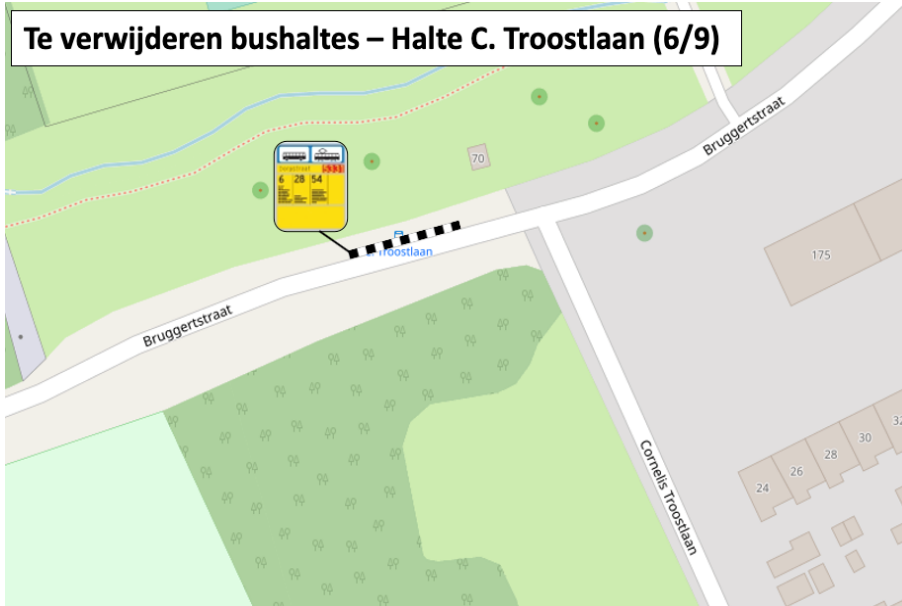 Te verwijderen bushaltes – Halte C. Troostlaan (6/9)
Bruggertstraat
70
6 28 54
Troostlaan
175
Bruggertstraat
32
30
28
26
24
Cornelis Troostlaan